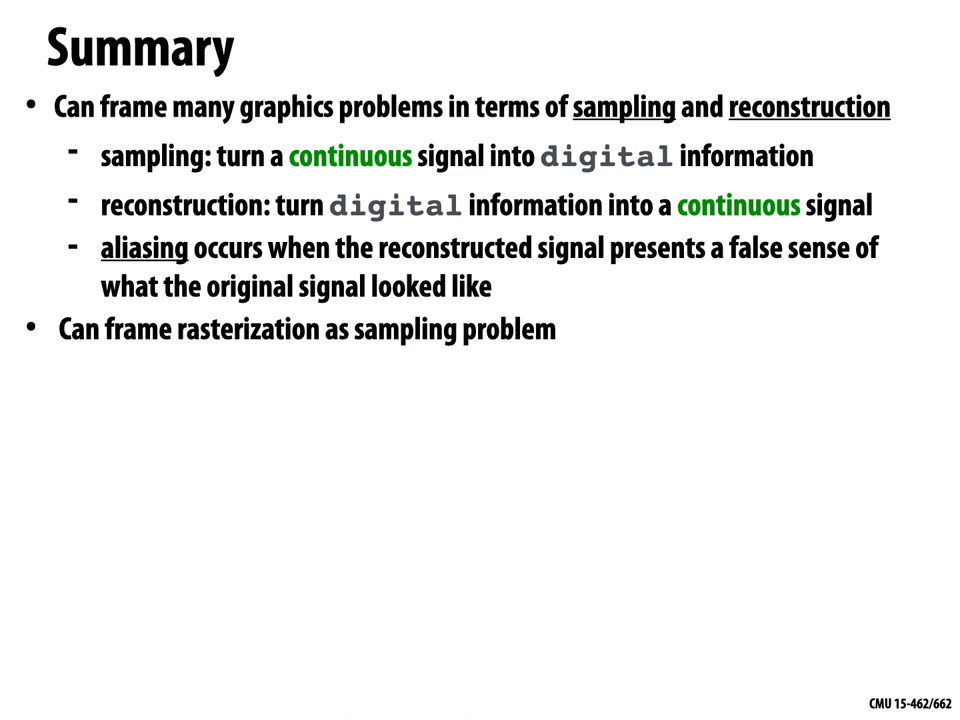 Summary
• Can frame many graphics problems in terms of sampling and reconstruction
- sampling: turn a continuous signal into digital information
- reconstruction: turn digital information into a continuous signal
- aliasing occurs when the reconstructed signal presents a false sense of
what the original signal looked like
• Can frame rasterization as sampling problem
CMU 15-462/662